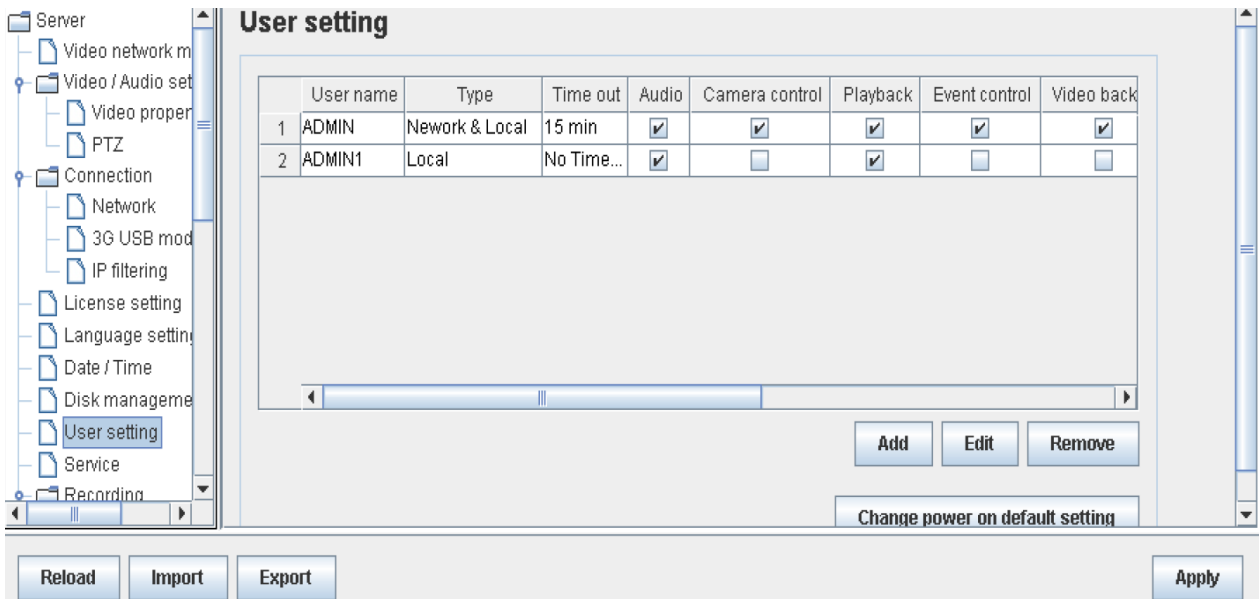 Server
Video network m
Video / Audio set
Video proper
PTZ
Connection
Network
3G USB mod
IP filtering
License setting
Language setting
Date / Time
Disk manageme
User setting
Service
Recording
User setting
User name Type Time out Audio Camera control Playback Event control Video back
1 ADMIN Nework & Local 15 min
2 ADMIN1 Local No Time...
Add Edit Remove
Change power on default setting
Reload Import Export Apply